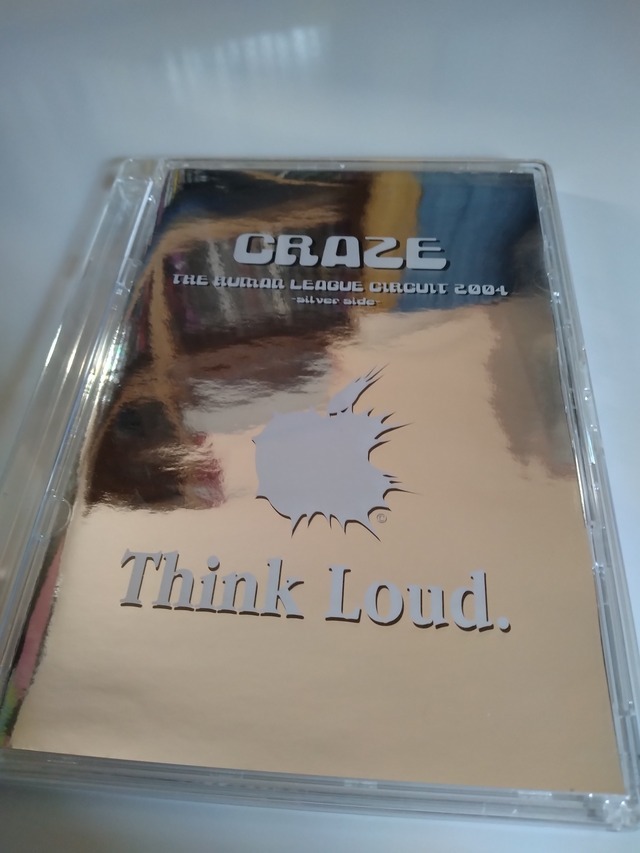 CRAZE
THE HUMAN LEAGUE CIRCUIT 2004
-silver side-
©
Think Loud.